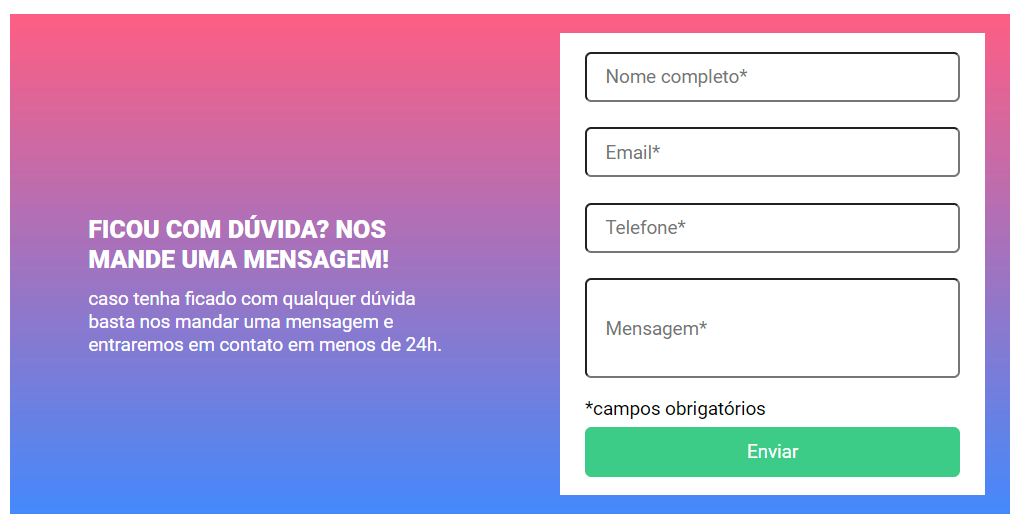 FICOU COM DÚVIDA? NOS
MANDE UMA MENSAGEM!
caso tenha ficado com qualquer dúvida
basta nos mandar uma mensagem e
entraremos em contato em menos de 24h.
Nome completo*
Email*
Telefone*
Mensagem*
*campos obrigatórios
Enviar